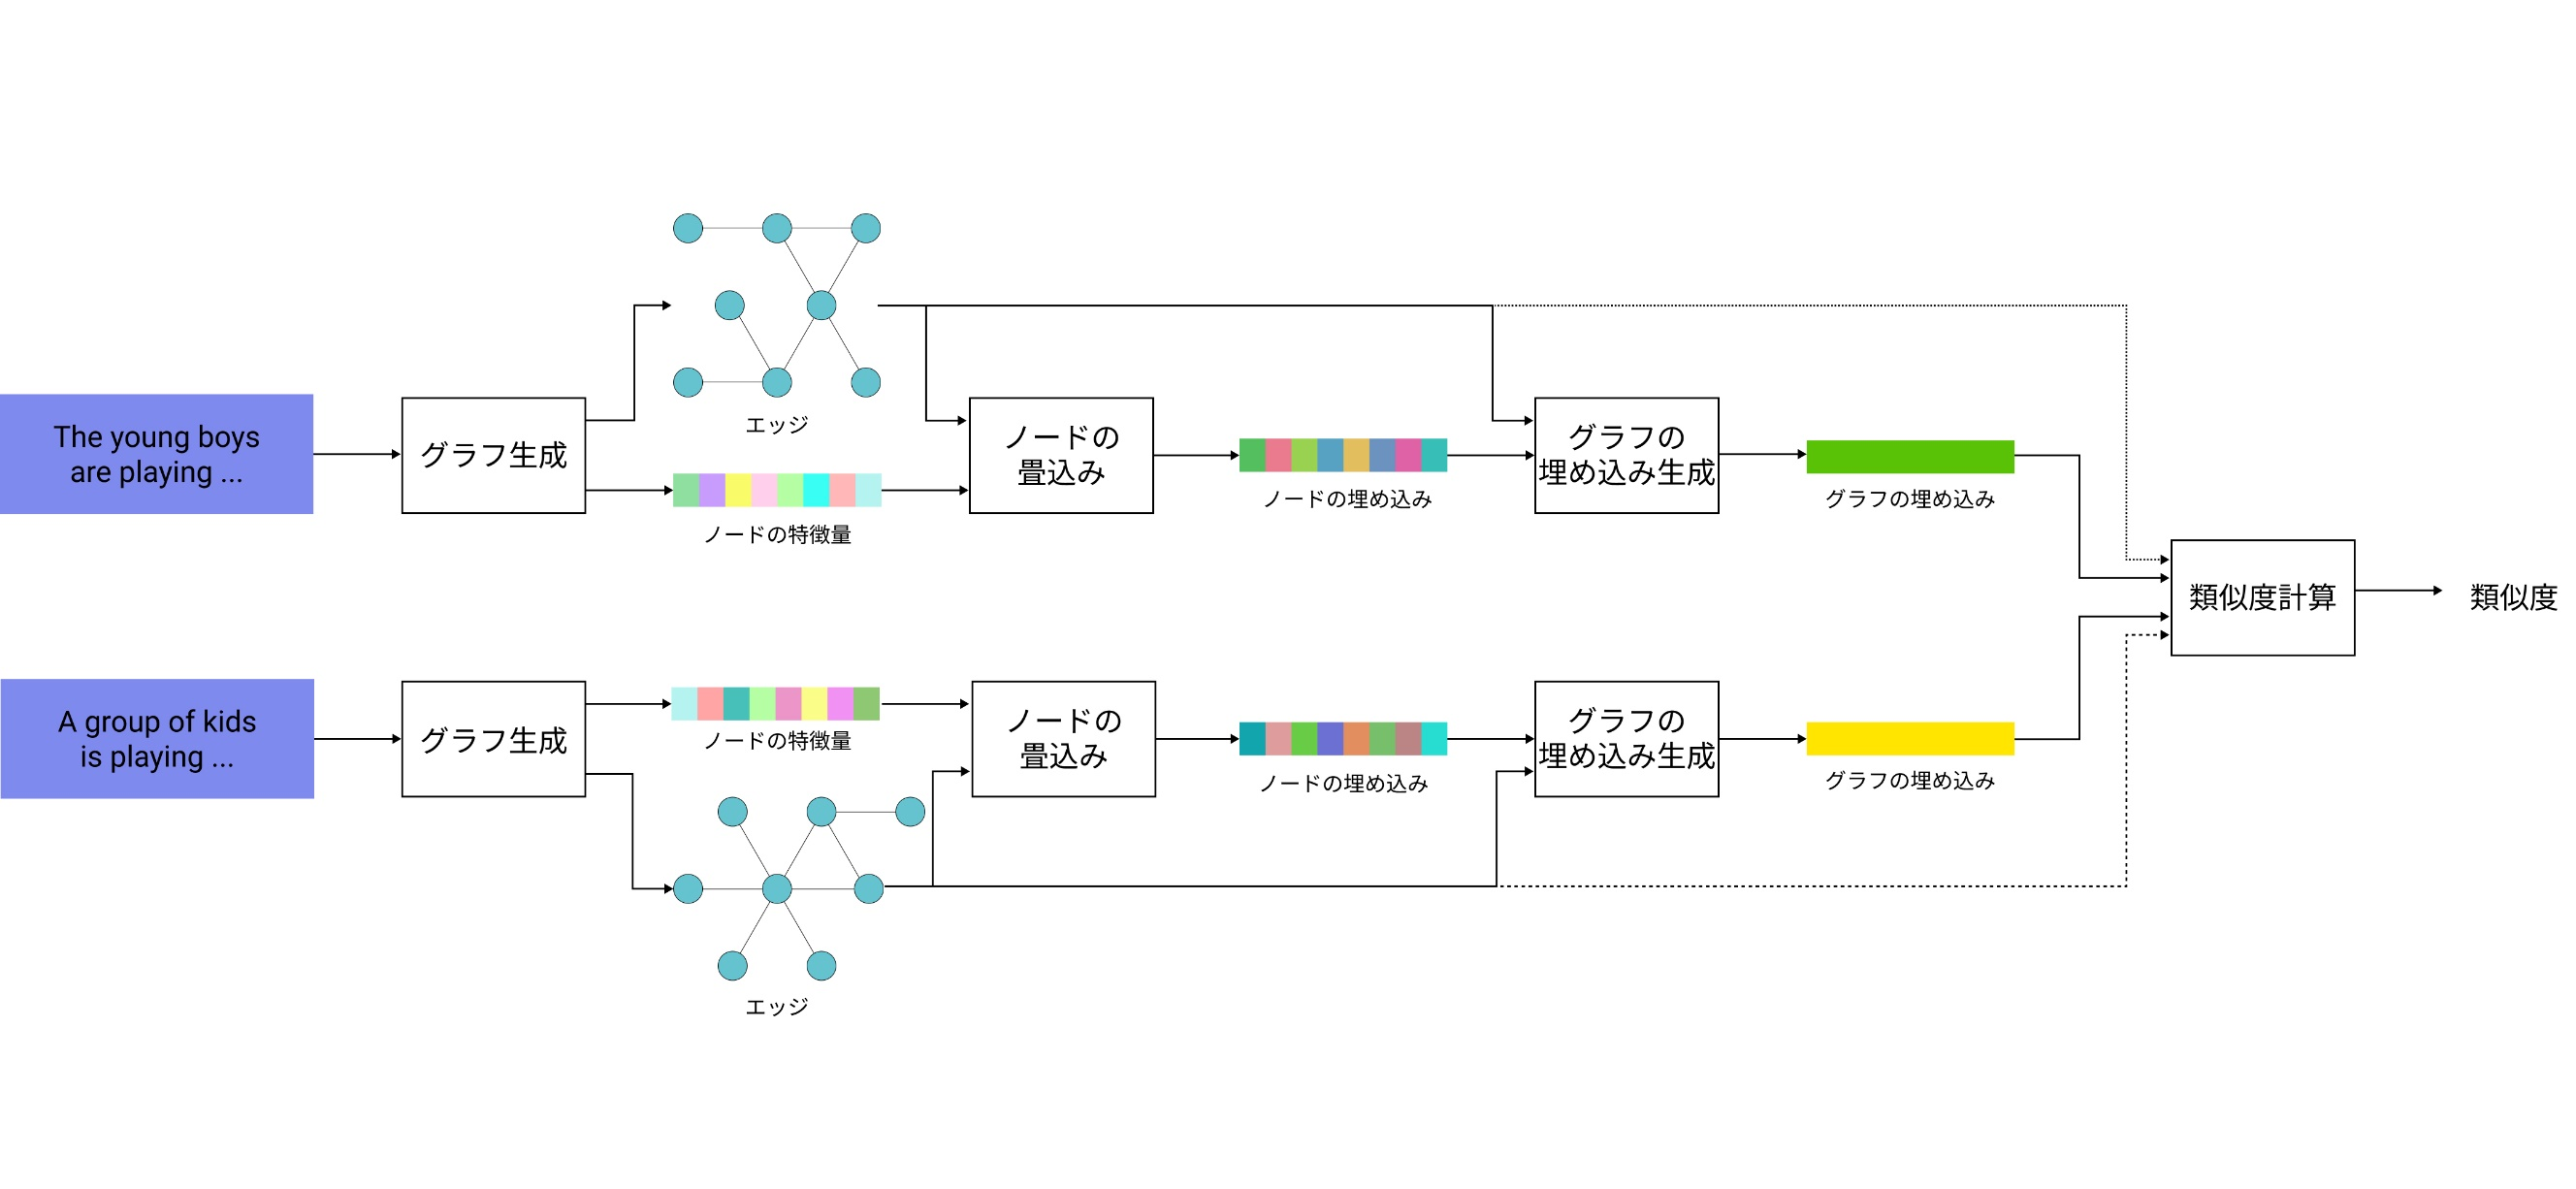 The young boys
are playing ...
グラフ生成
エッジ
ノードの特徴量
ノードの
畳込み
ノードの埋め込み
グラフの
埋め込み生成
グラフの埋め込み
類似度計算
類似度
A group of kids
is playing ...
グラフ生成
ノードの特徴量
エッジ
ノードの
畳込み
ノードの埋め込み
グラフの
埋め込み生成
グラフの埋め込み